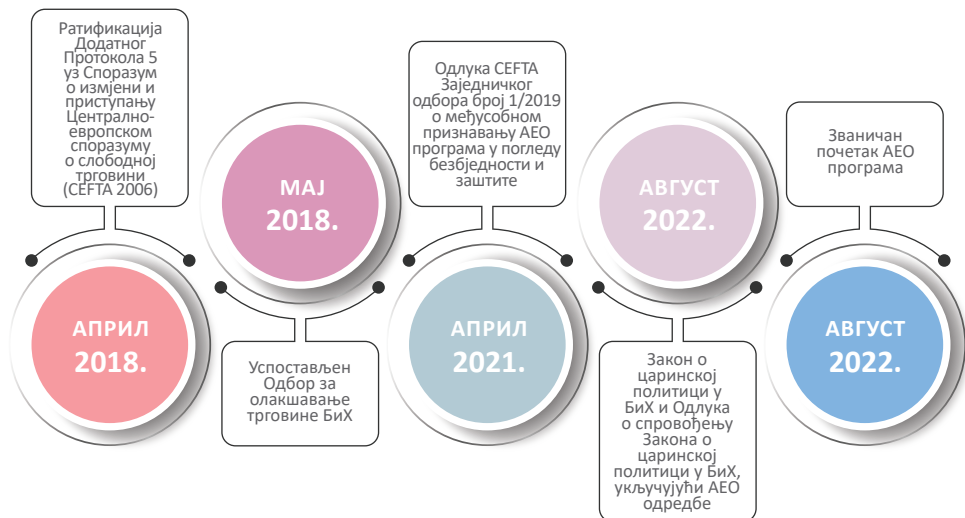 Ратификација
Додатног
Протокола 5
уз Споразум
о измјени и
приступању
Централно-
европском
споразуму
о слободној
трговини
(CEFTA 2006)
АПРИЛ
2018.
МАЈ
2018.
Успостављен
Одбор за
олакшавање
трговине БиХ
Одлука CEFTA
Заједничког
одбора број 1/2019
о међусобном
признавању АЕО
програма у погледу
безбједности и
заштите
АПРИЛ
2021.
АВГУСТ
2022.
Закон о
царинској
политици у
БиХ и Одлука
о спровођењу
Закона о
царинској
политици у БиХ,
укључујући АЕО
одредбе
Званичан
почетак АЕО
програма
АВГУСТ
2022.